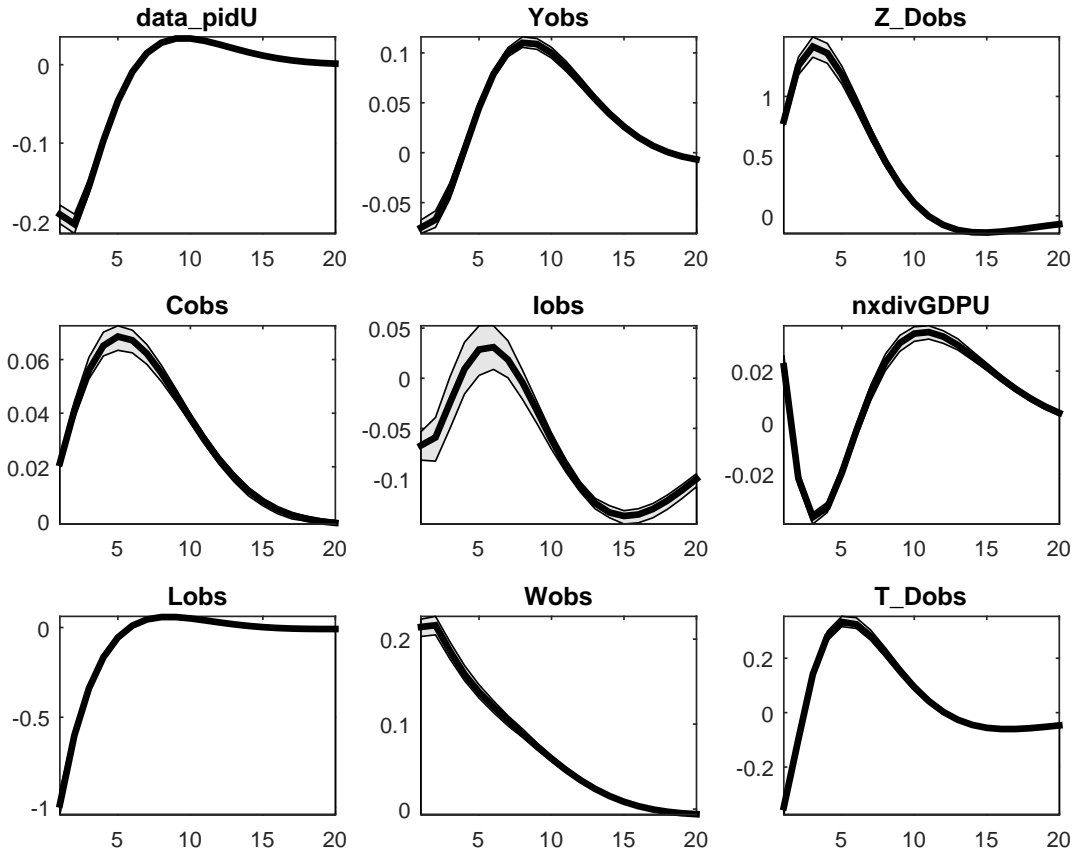 data_pidU Yobs Z_Dobs
0 0.1 1
-0.1 0.05 0.5
-0.2 0 0
-0.05
5 10 15 20 5 10 15 20 5 10 15 20
Cobs Iobs nxdivGDPU
0.06 0.05 0.02
0.04 0 0
0.02 -0.05 -0.02
0 -0.1
5 10 15 20 5 10 15 20 5 10 15 20
Lobs Wobs T_Dobs
0 0.2 0.2
-0.5 0.1 0
-1 0 -0.2
5 10 15 20 5 10 15 20 5 10 15 20